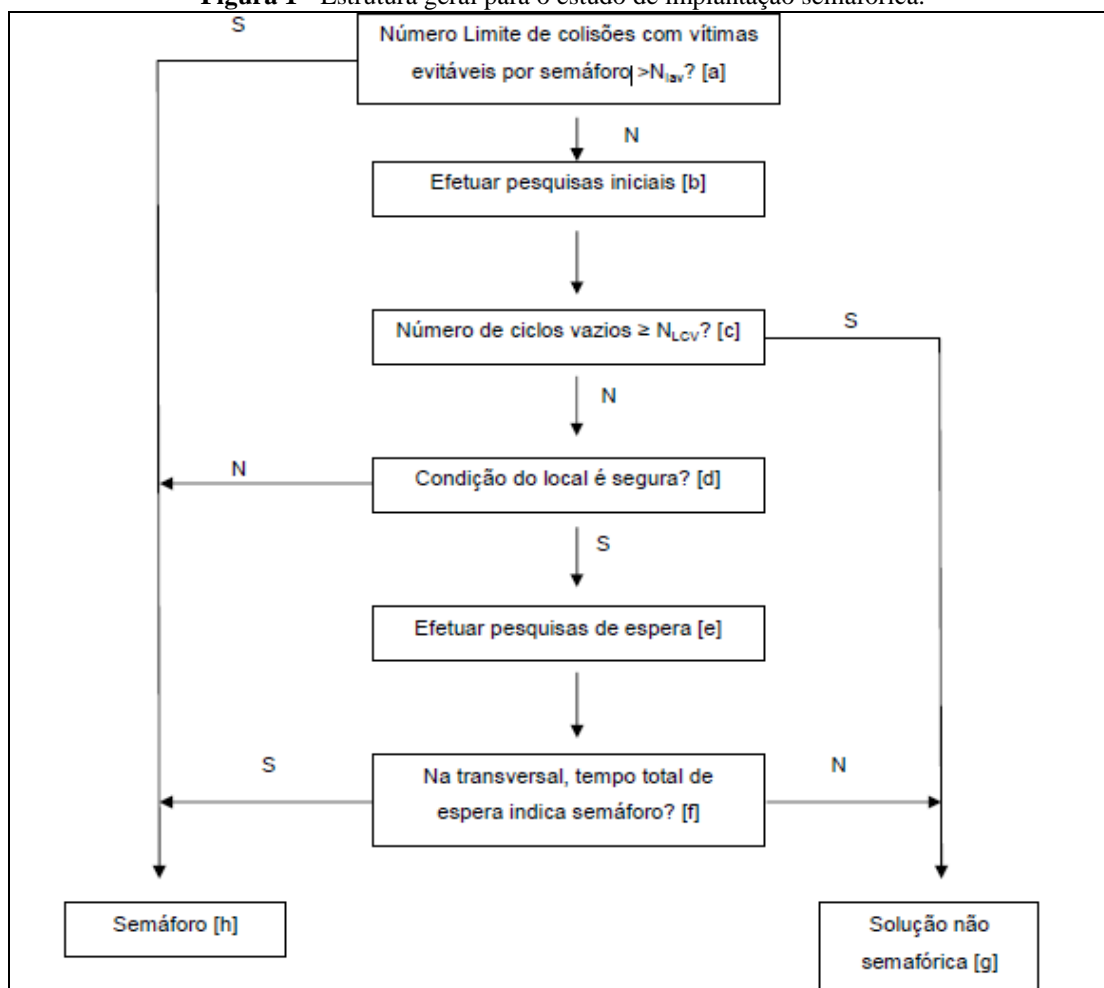 Figura 1 - Estrutura geral para o estudo de implantação semafórica.
S
Número Limite de colisões com vítimas
evitáveis por semáforo >N_lav? [a]
N
Efetuar pesquisas iniciais [b]
Número de ciclos vazios ≥ N_LCV? [c]
S
N
N
Condição do local é segura? [d]
S
Efetuar pesquisas de espera [e]
S
Na transversal, tempo total de
espera indica semáforo? [f]
N
Semáforo [h]
Solução não
semafórica [g]